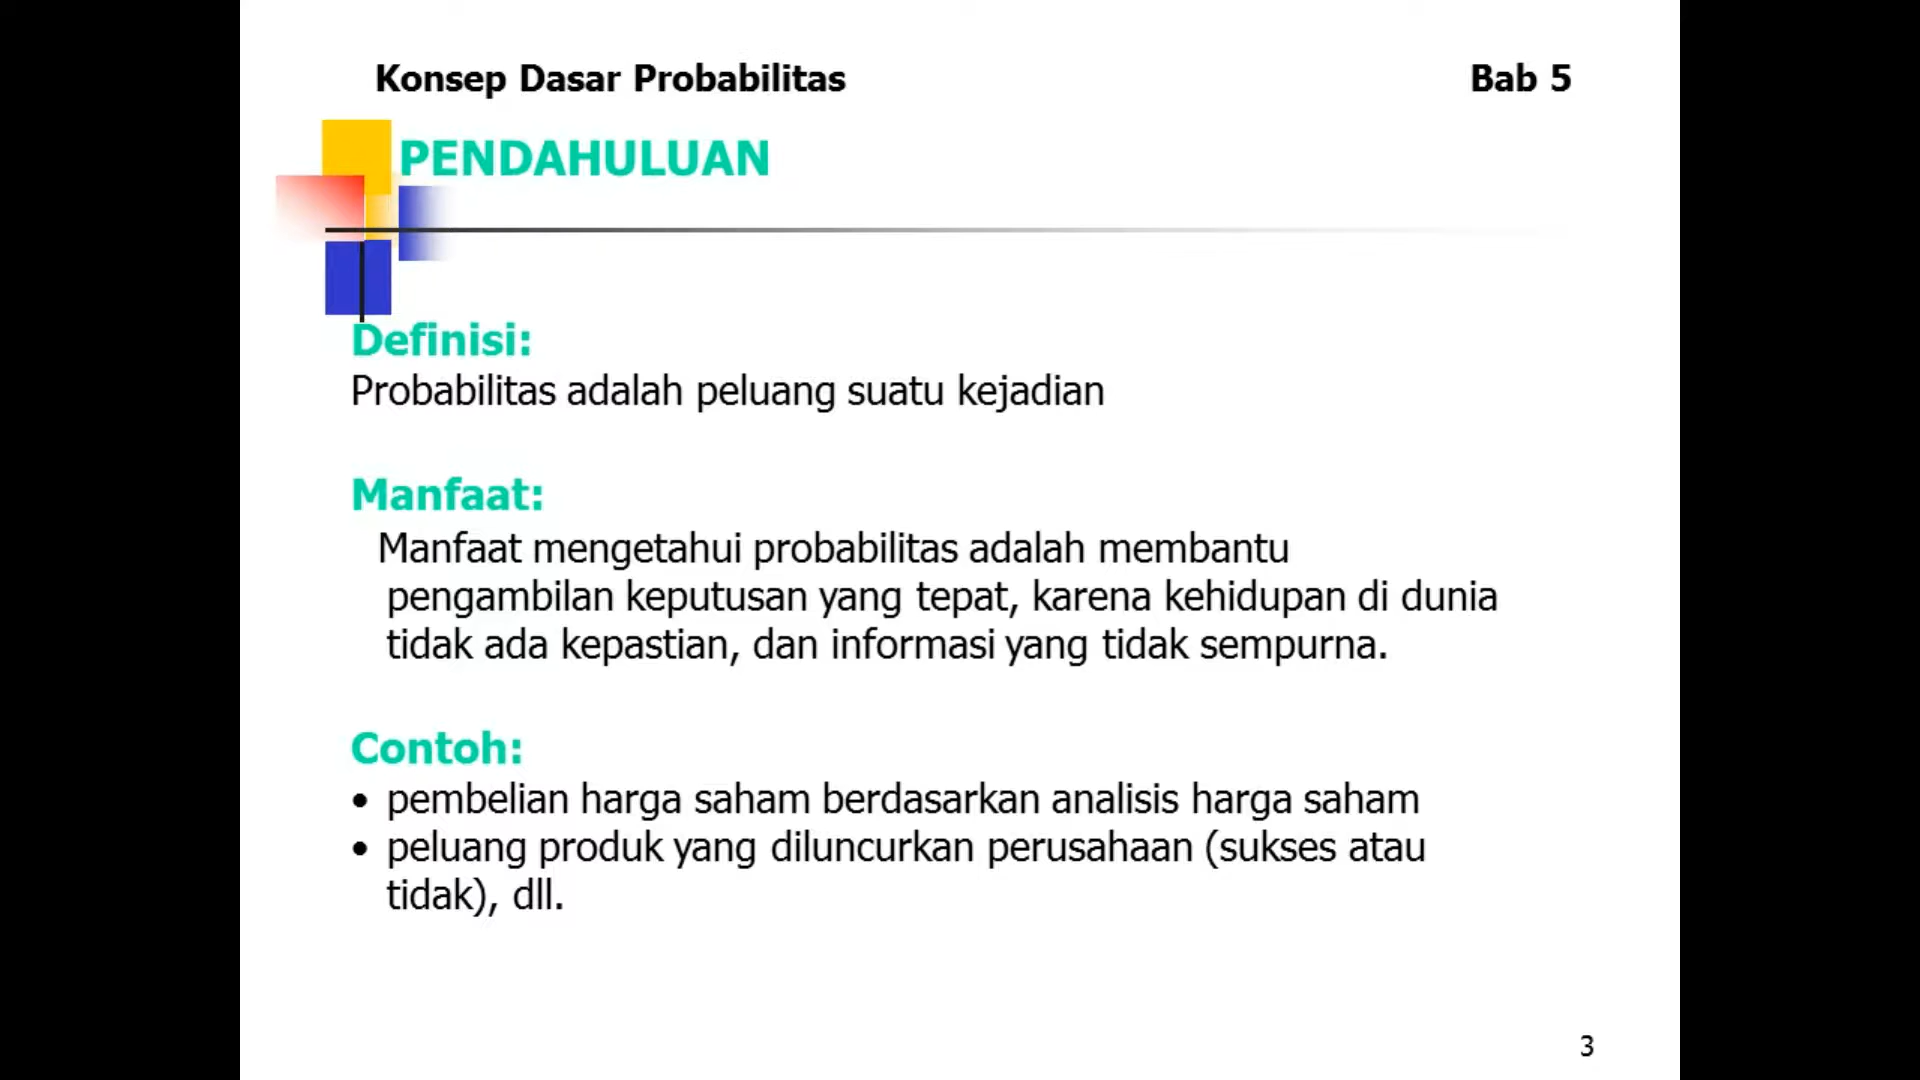 Konsep Dasar Probabilitas
Bab 5
PENDAHULUAN
Definisi:
Probabilitas adalah peluang suatu kejadian
Manfaat:
Manfaat mengetahui probabilitas adalah membantu
pengambilan keputusan yang tepat, karena kehidupan di dunia
tidak ada kepastian, dan informasi yang tidak sempurna.
Contoh:
• pembelian harga saham berdasarkan analisis harga saham
• peluang produk yang diluncurkan perusahaan (sukses atau
tidak), dll.
3